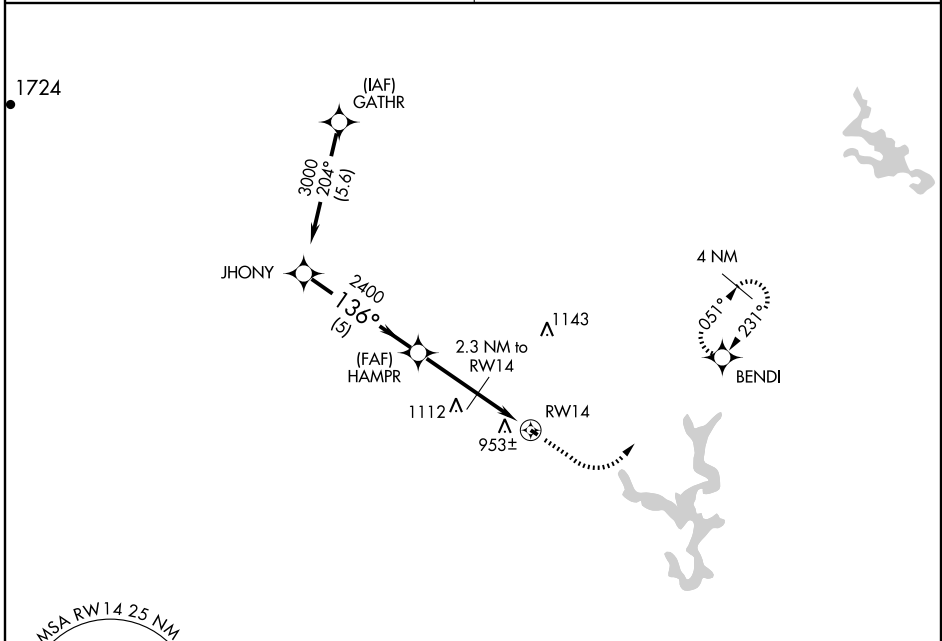 1724
(IAF)
GATHR
3000
204°
(5.6)
JHONY
2400
136°
(5)
(FAF)
HAMPR
2.3 NM to
RW14
1143
1112
953±
RW14
4 NM
051°
231°
BENDI
MSA RW14 25 NM